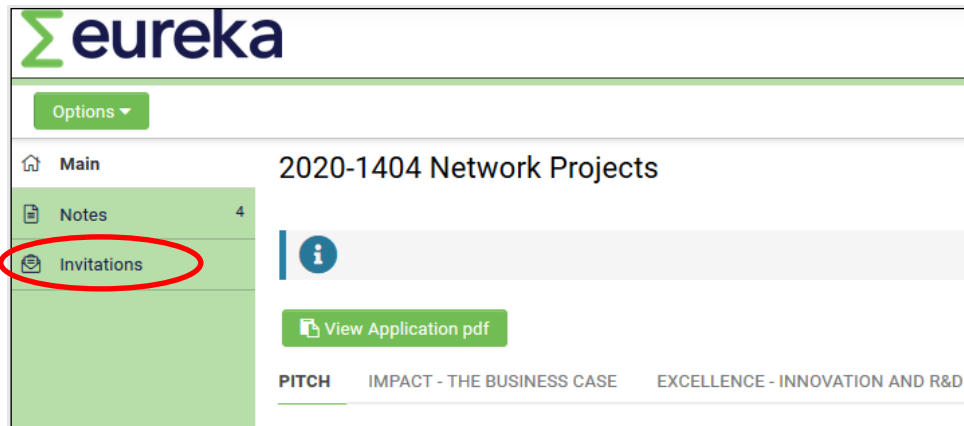 eureka
Options
Main
2020-1404 Network Projects
Notes 4
Invitations
View Application pdf
PITCH IMPACT - THE BUSINESS CASE EXCELLENCE - INNOVATION AND R&D